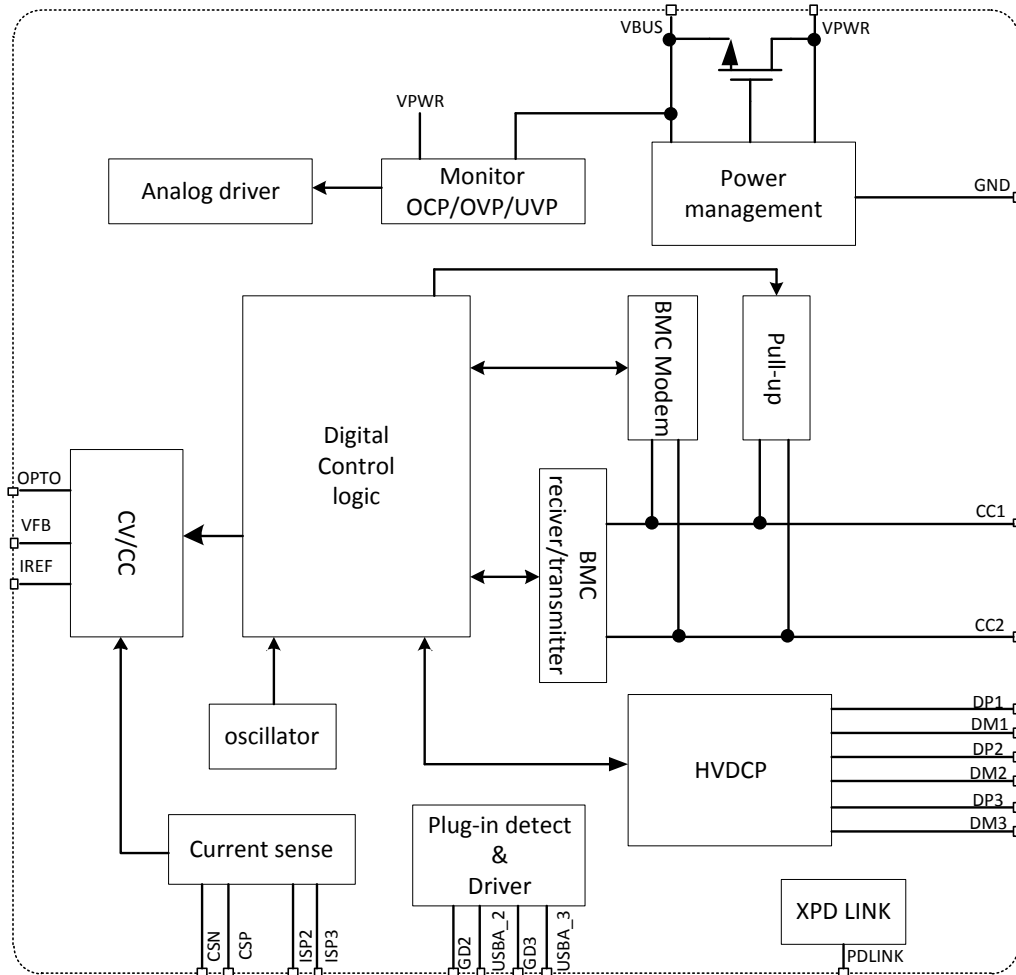 VBUS
VPWR
VPWR
Analog driver
Monitor
OCP/OVP/UVP
Power
management
GND
BMC Modem
Pull-up
Digital
Control
logic
OPTO
VFB
IREF
CV/CC
BMC
reciver/transmitter
CC1
CC2
oscillator
HVDCP
DP1
DM1
DP2
DM2
DP3
DM3
Current sense
Plug-in detect
&
Driver
XPD LINK
CSN
CSP
ISP2
ISP3
GD2
USBA_2
GD3
USBA_3
PDLINK